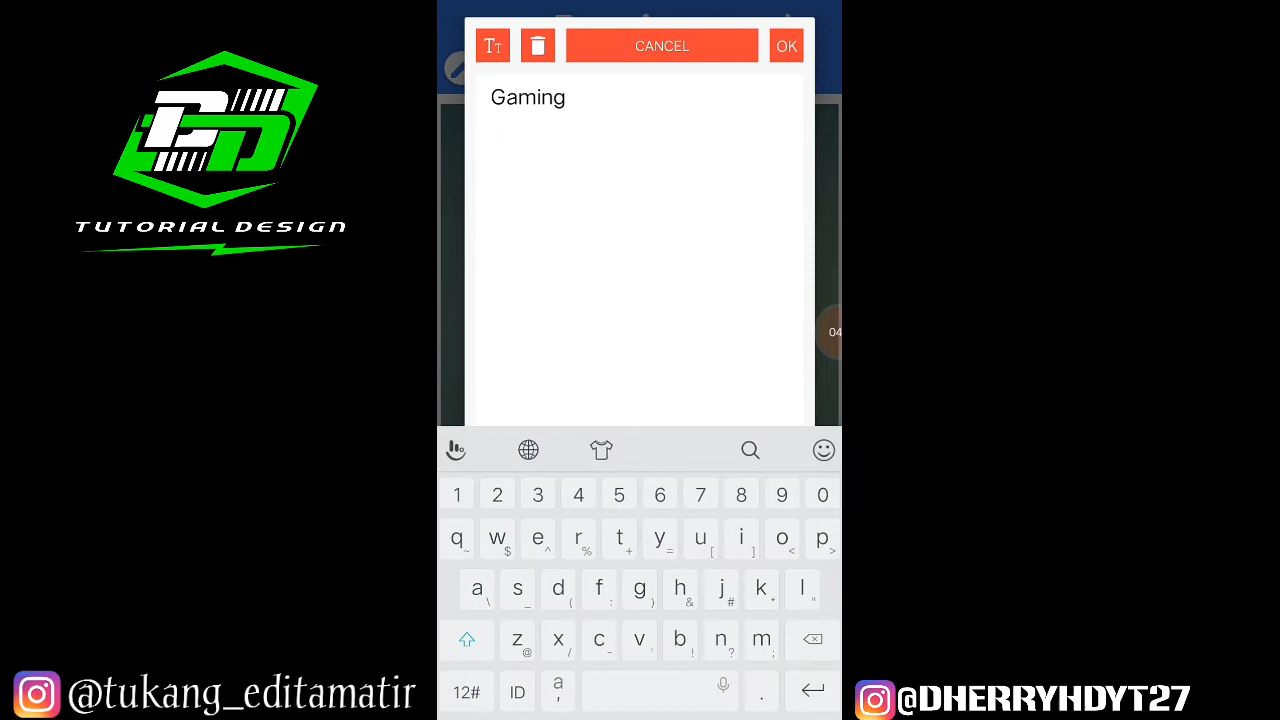 CANCEL
OK
Gaming
TUTORIAL DESIGN
04
1 2 3 4 5 6 7 8 9 0
q w e r t y u i o p
~ $ ^ % + = [ ] < >
a s d f g h j k l
\ _ ( : ) & # * "
z x c v b n m
@ / - ' ! ? ;
12# ID a , .
@tukang_editamatir
@DHERRYHDYT27